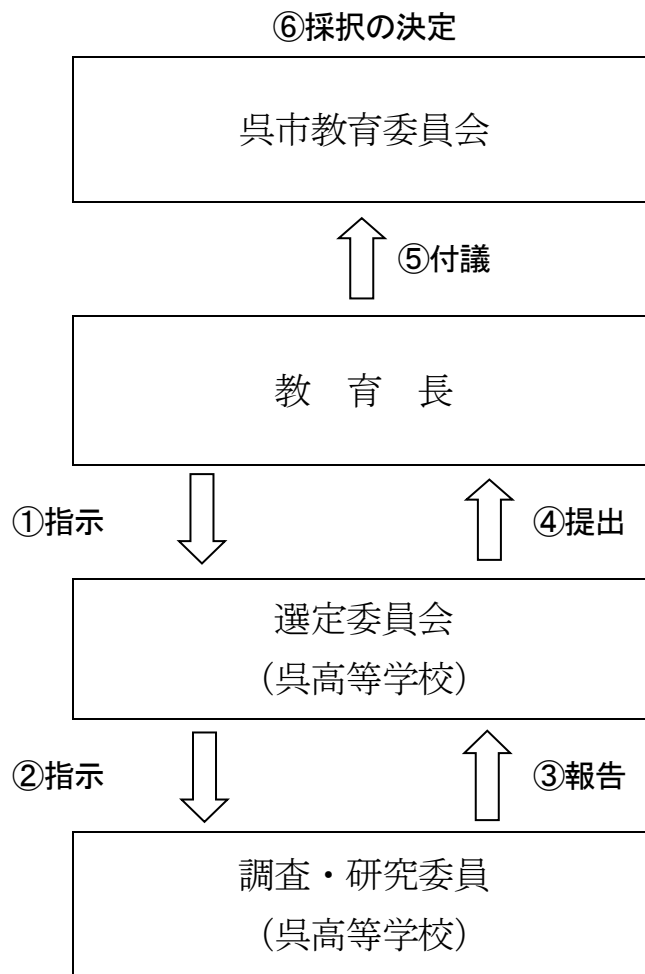 ⑥採択の決定
呉市教育委員会
⑤付議
教　育　長
①指示
④提出
選定委員会
（呉高等学校）
②指示
③報告
調査・研究委員
（呉高等学校）